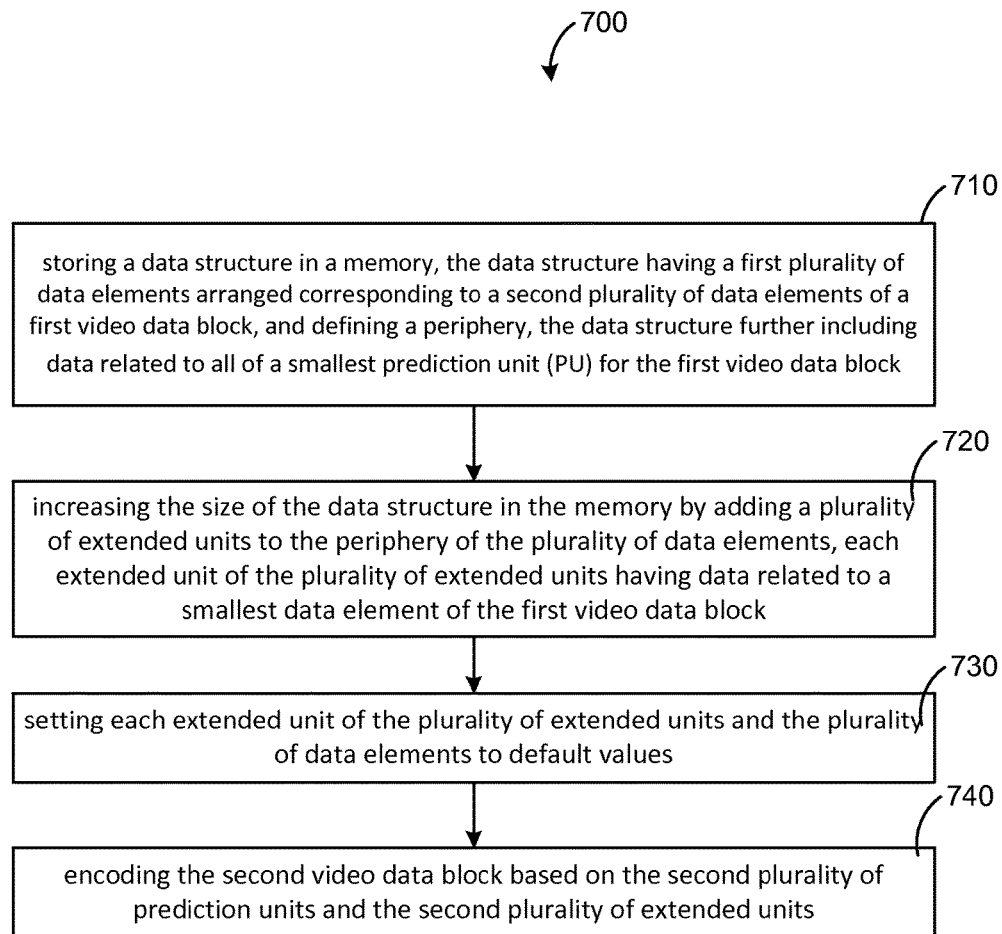 700
710
storing a data structure in a memory, the data structure having a first plurality of
data elements arranged corresponding to a second plurality of data elements of a
first video data block, and defining a periphery, the data structure further including
data related to all of a smallest prediction unit (PU) for the first video data block
720
increasing the size of the data structure in the memory by adding a plurality
of extended units to the periphery of the plurality of data elements, each
extended unit of the plurality of extended units having data related to a
smallest data element of the first video data block
730
setting each extended unit of the plurality of extended units and the plurality
of data elements to default values
740
encoding the second video data block based on the second plurality of
prediction units and the second plurality of extended units